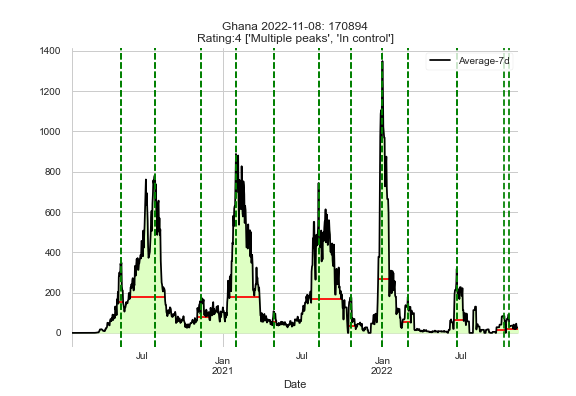 Ghana 2022-11-08: 170894
Rating:4 ['Multiple peaks', 'In control']
1400
Average-7d
1200
1000
800
600
400
200
0
Jul
Jan
2021
Jul
Jan
2022
Jul
Date